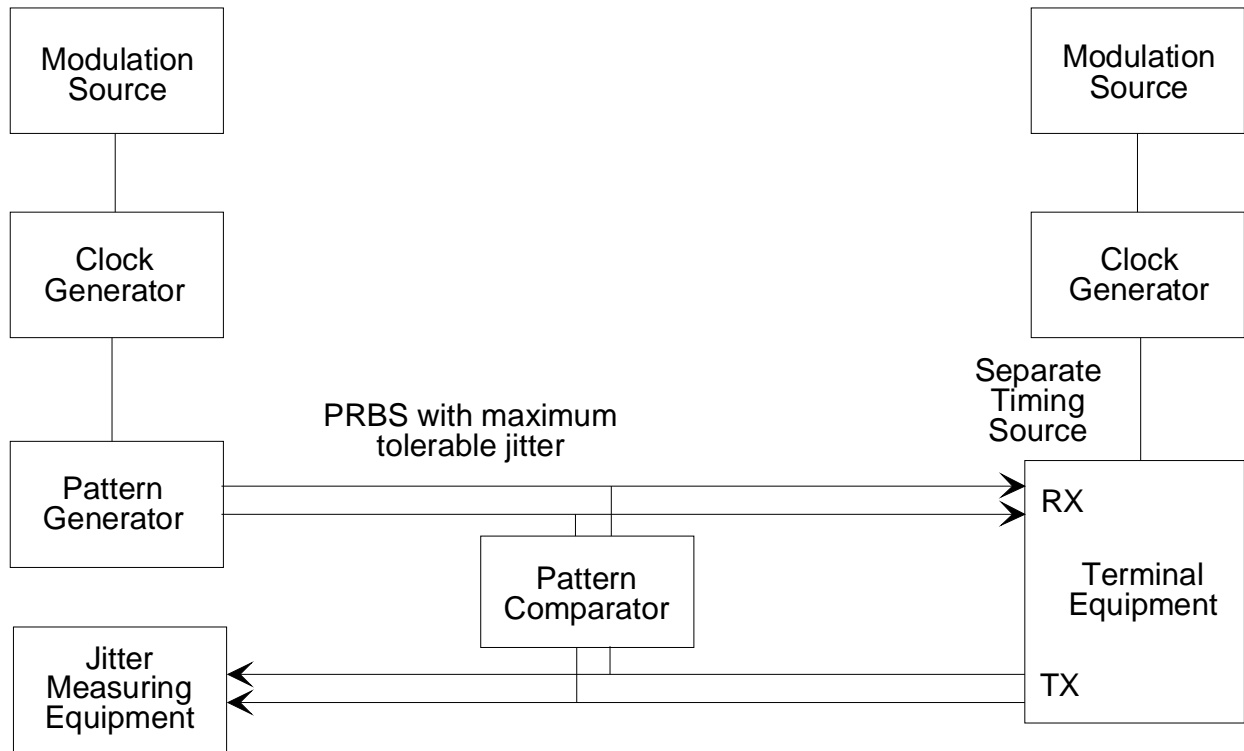 Modulation
Source
Modulation
Source
Clock
Generator
Clock
Generator
Separate
Timing
Source
PRBS with maximum
tolerable jitter
Pattern
Generator
RX
Pattern
Comparator
Terminal
Equipment
Jitter
Measuring
Equipment
TX